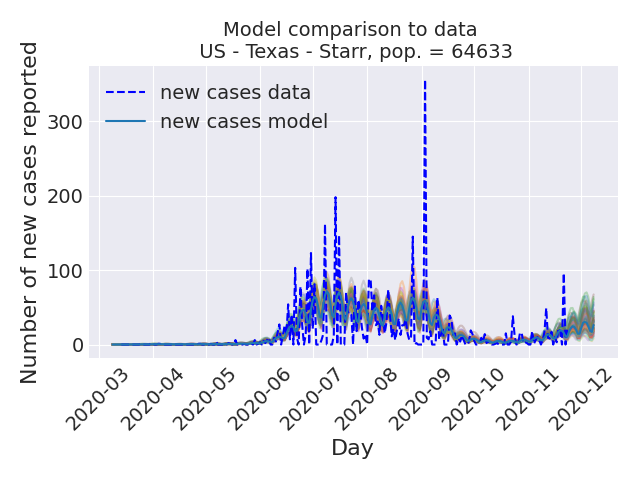 Model comparison to data
US - Texas - Starr, pop. = 64633
Number of new cases reported
new cases data
new cases model
300
200
100
0
2020-03
2020-04
2020-05
2020-06
2020-07
2020-08
2020-09
2020-10
2020-11
2020-12
Day